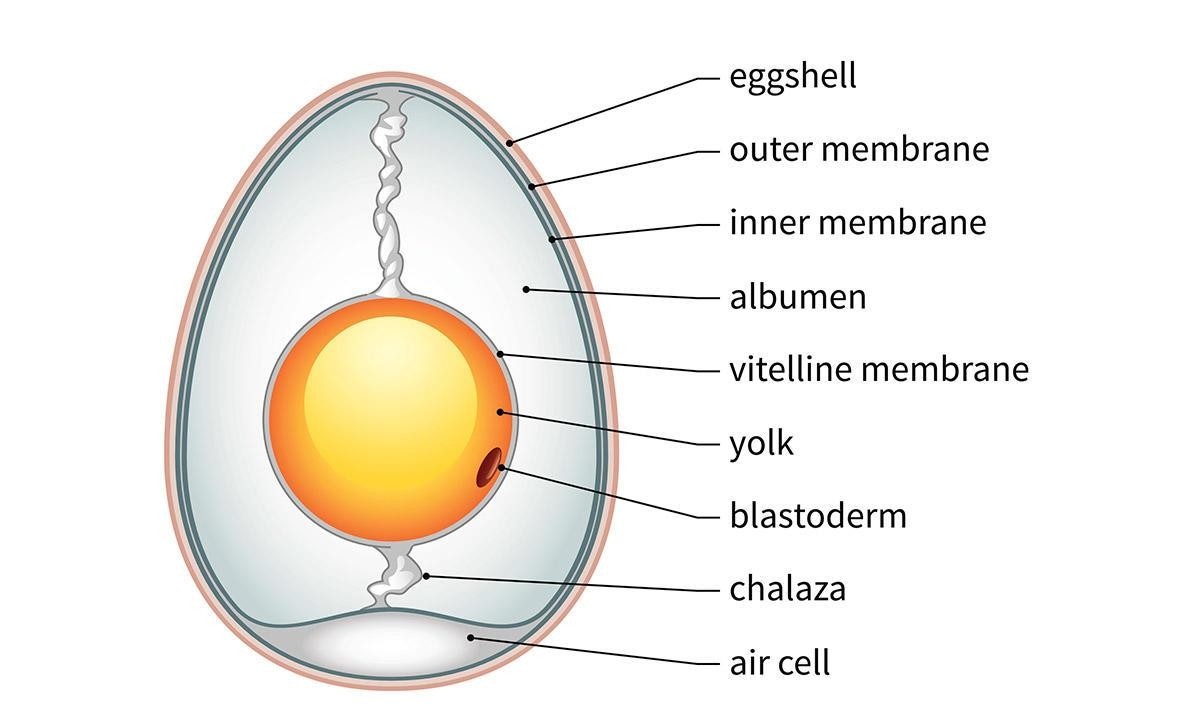 eggshell
outer membrane
inner membrane
albumen
vitelline membrane
yolk
blastoderm
chalaza
air cell